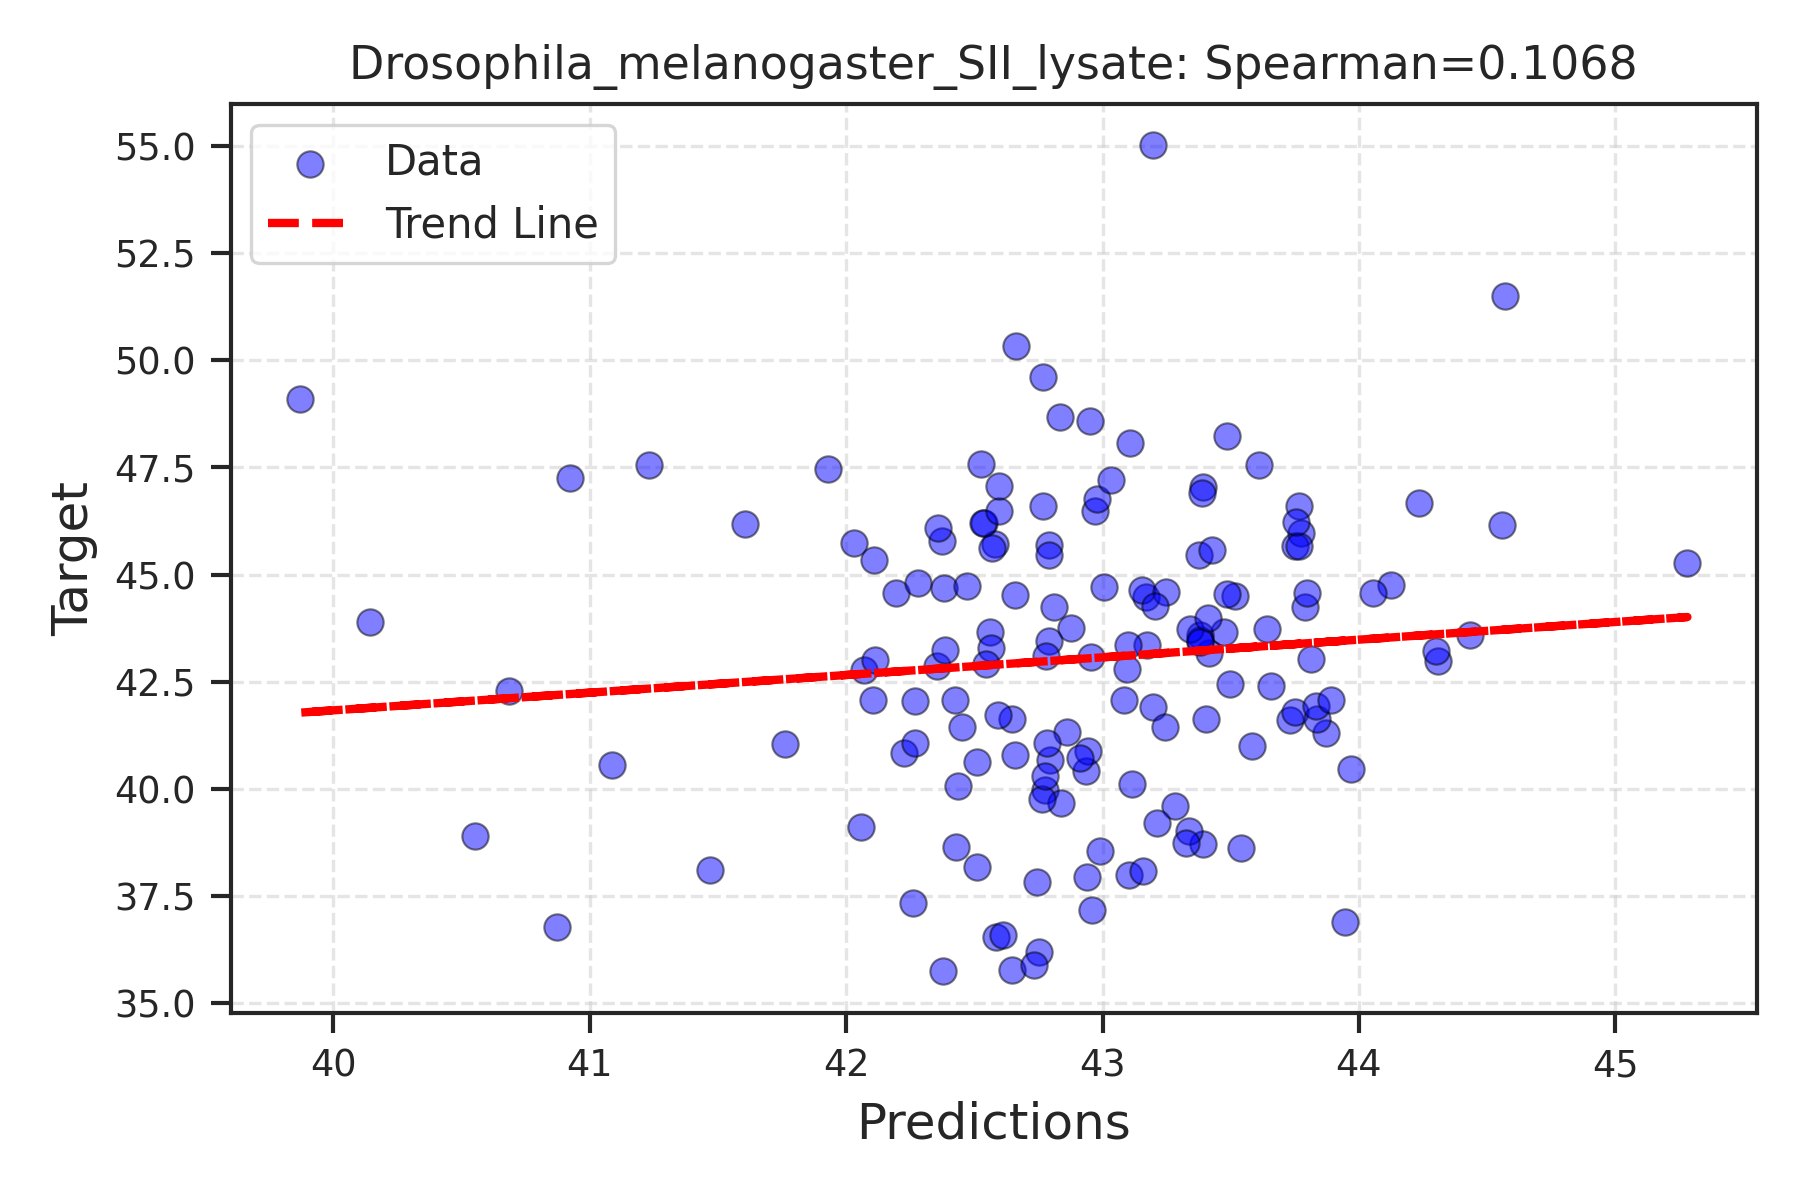 Drosophila_melanogaster_SII_lysate: Spearman=0.1068
Data
Trend Line
55.0
52.5
50.0
47.5
45.0
42.5
40.0
37.5
35.0
Target
40 41 42 43 44 45
Predictions